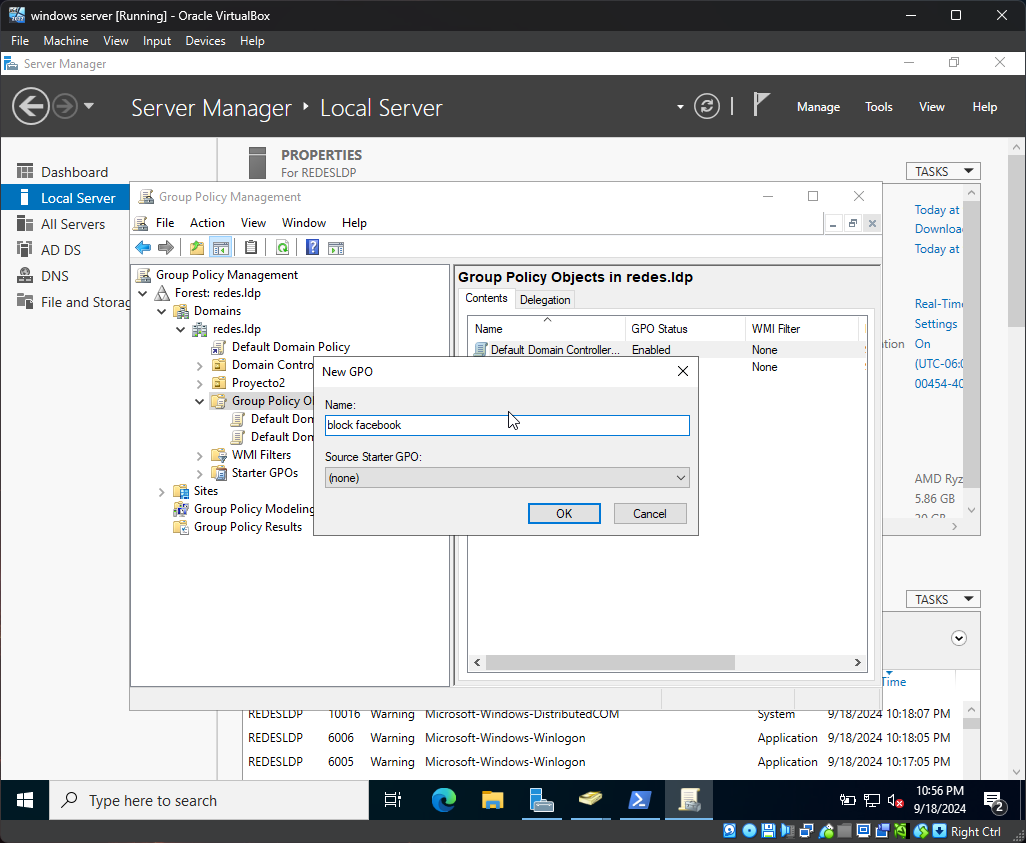 windows server [Running] - Oracle VirtualBox
File Machine View Input Devices Help
Server Manager
Server Manager Local Server
Manage Tools View Help
Dashboard
Local Server
All Servers
AD DS
DNS
File and Storag
PROPERTIES
For REDESLDP
TASKS
Today at
Downloa
Today at
Real-Time
Settings
ation On
(UTC-06:0
00454-40
AMD Ryz
5.86 GB
Group Policy Management
File Action View Window Help
Group Policy Management
Forest: redes.ldp
Domains
redes.ldp
Default Domain Policy
Domain Contro
Proyecto2
Group Policy Ob
Default Dom
Default Dom
WMI Filters
Starter GPOs
Sites
Group Policy Modeling
Group Policy Results
Group Policy Objects in redes.ldp
Contents Delegation
Name GPO Status WMI Filter
Default Domain Controller... Enabled None
None
New GPO
Name:
block facebook
Source Starter GPO:
(none)
OK Cancel
TASKS
Time
REDESLDP 10016 Warning Microsoft-Windows-DistributedCOM System 9/18/2024 10:18:07 PM
REDESLDP 6006 Warning Microsoft-Windows-Winlogon Application 9/18/2024 10:18:05 PM
REDESLDP 6005 Warning Microsoft-Windows-Winlogon Application 9/18/2024 10:17:05 PM
Type here to search
10:56 PM
9/18/2024
2
Right Ctrl